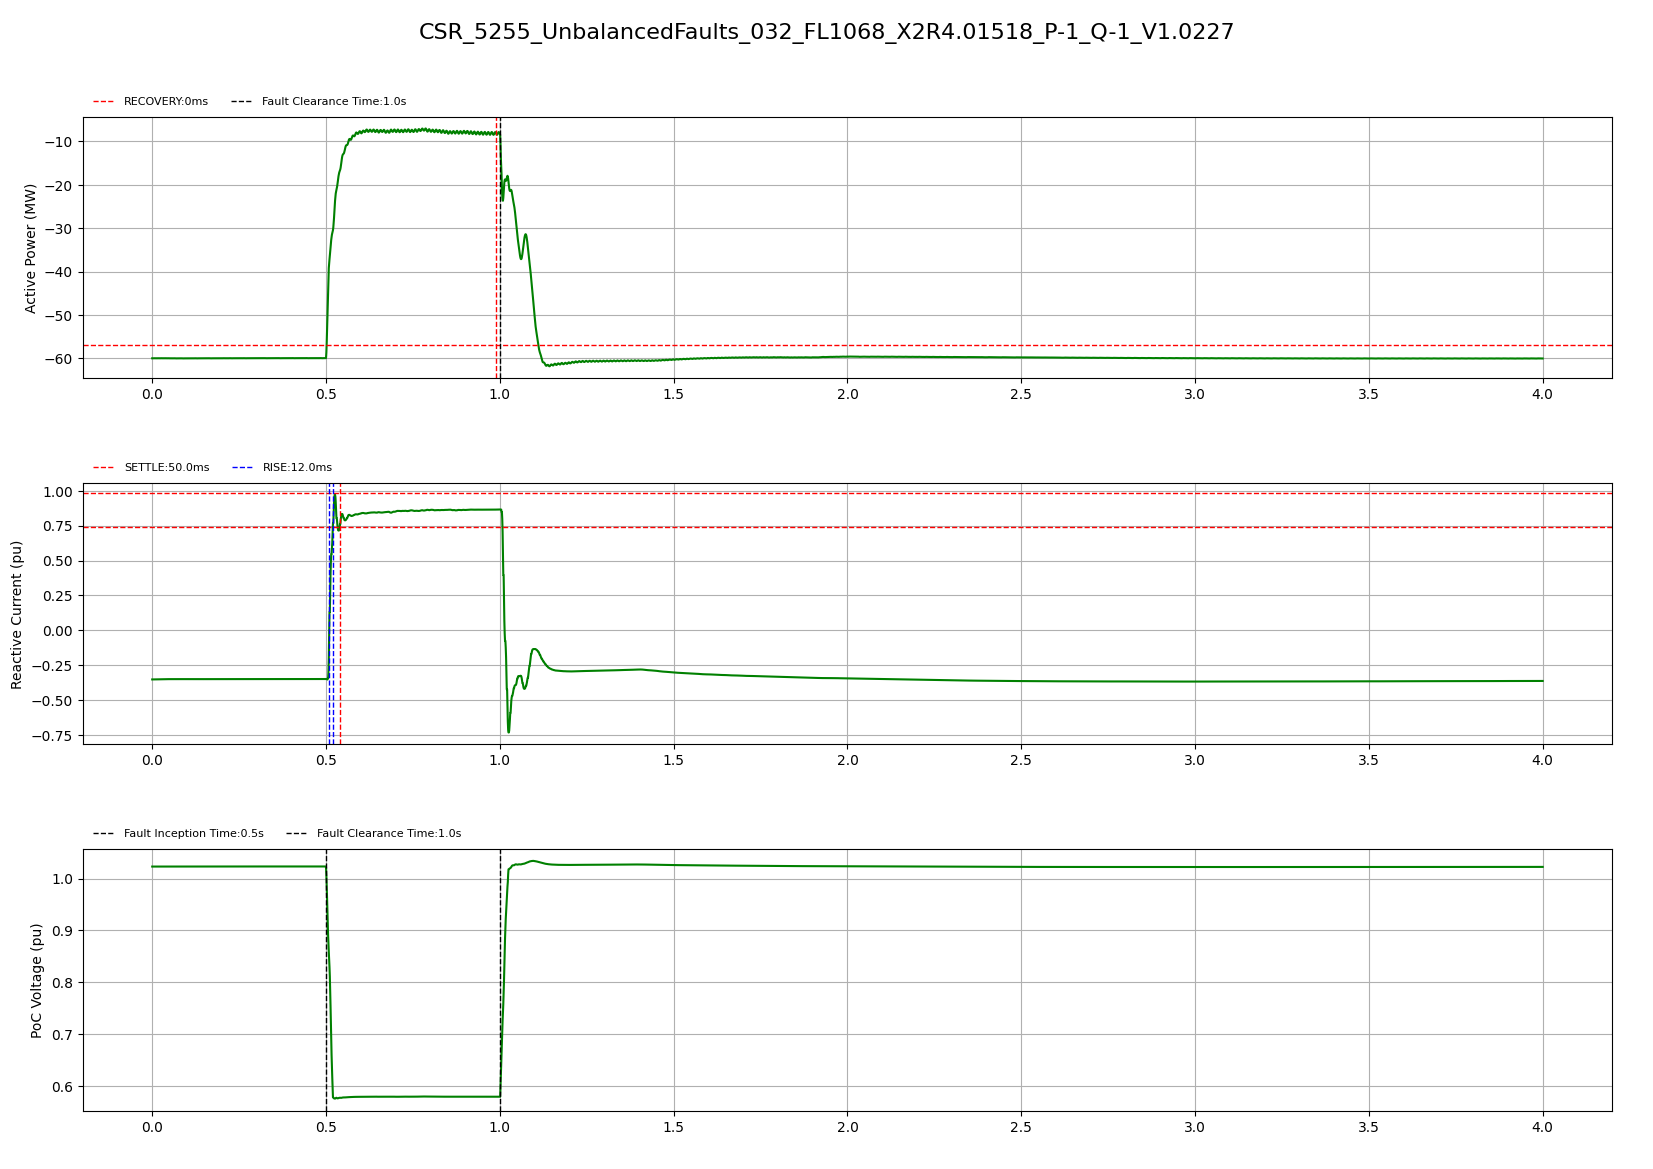 CSR_5255_UnbalancedFaults_032_FL1068_X2R4.01518_P-1_Q-1_V1.0227
RECOVERY:0ms Fault Clearance Time:1.0s
Active Power (MW)
−10
−20
−30
−40
−50
−60
0.0 0.5 1.0 1.5 2.0 2.5 3.0 3.5 4.0
SETTLE:50.0ms RISE:12.0ms
Reactive Current (pu)
1.00
0.75
0.50
0.25
0.00
−0.25
−0.50
−0.75
0.0 0.5 1.0 1.5 2.0 2.5 3.0 3.5 4.0
Fault Inception Time:0.5s Fault Clearance Time:1.0s
PoC Voltage (pu)
1.0
0.9
0.8
0.7
0.6
0.0 0.5 1.0 1.5 2.0 2.5 3.0 3.5 4.0